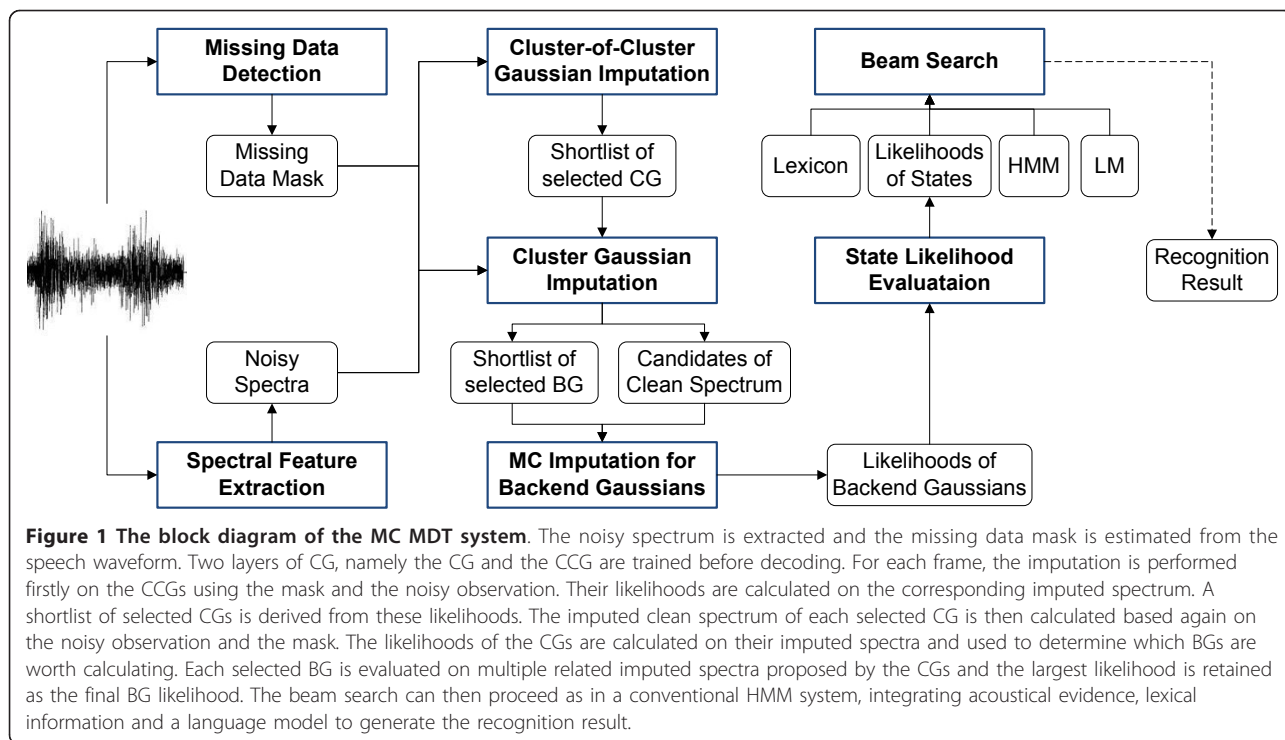 Missing Data
Detection
Missing
Data Mask
Noisy
Spectra
Spectral Feature
Extraction
Cluster-of-Cluster
Gaussian Imputation
Shortlist of
selected CG
Cluster Gaussian
Imputation
Shortlist of
selected BG
Candidates of
Clean Spectrum
MC Imputation for
Backend Gaussians
Beam Search
Lexicon
Likelihoods
of States
HMM
LM
State Likelihood
Evaluataion
Likelihoods of
Backend Gaussians
Recognition
Result
Figure 1 The block diagram of the MC MDT system. The noisy spectrum is extracted and the missing data mask is estimated from the
speech waveform. Two layers of CG, namely the CG and the CCG are trained before decoding. For each frame, the imputation is performed
firstly on the CCGs using the mask and the noisy observation. Their likelihoods are calculated on the corresponding imputed spectrum. A
shortlist of selected CGs is derived from these likelihoods. The imputed clean spectrum of each selected CG is then calculated based again on
the noisy observation and the mask. The likelihoods of the CGs are calculated on their imputed spectra and used to determine which BGs are
worth calculating. Each selected BG is evaluated on multiple related imputed spectra proposed by the CGs and the largest likelihood is retained
as the final BG likelihood. The beam search can then proceed as in a conventional HMM system, integrating acoustical evidence, lexical
information and a language model to generate the recognition result.